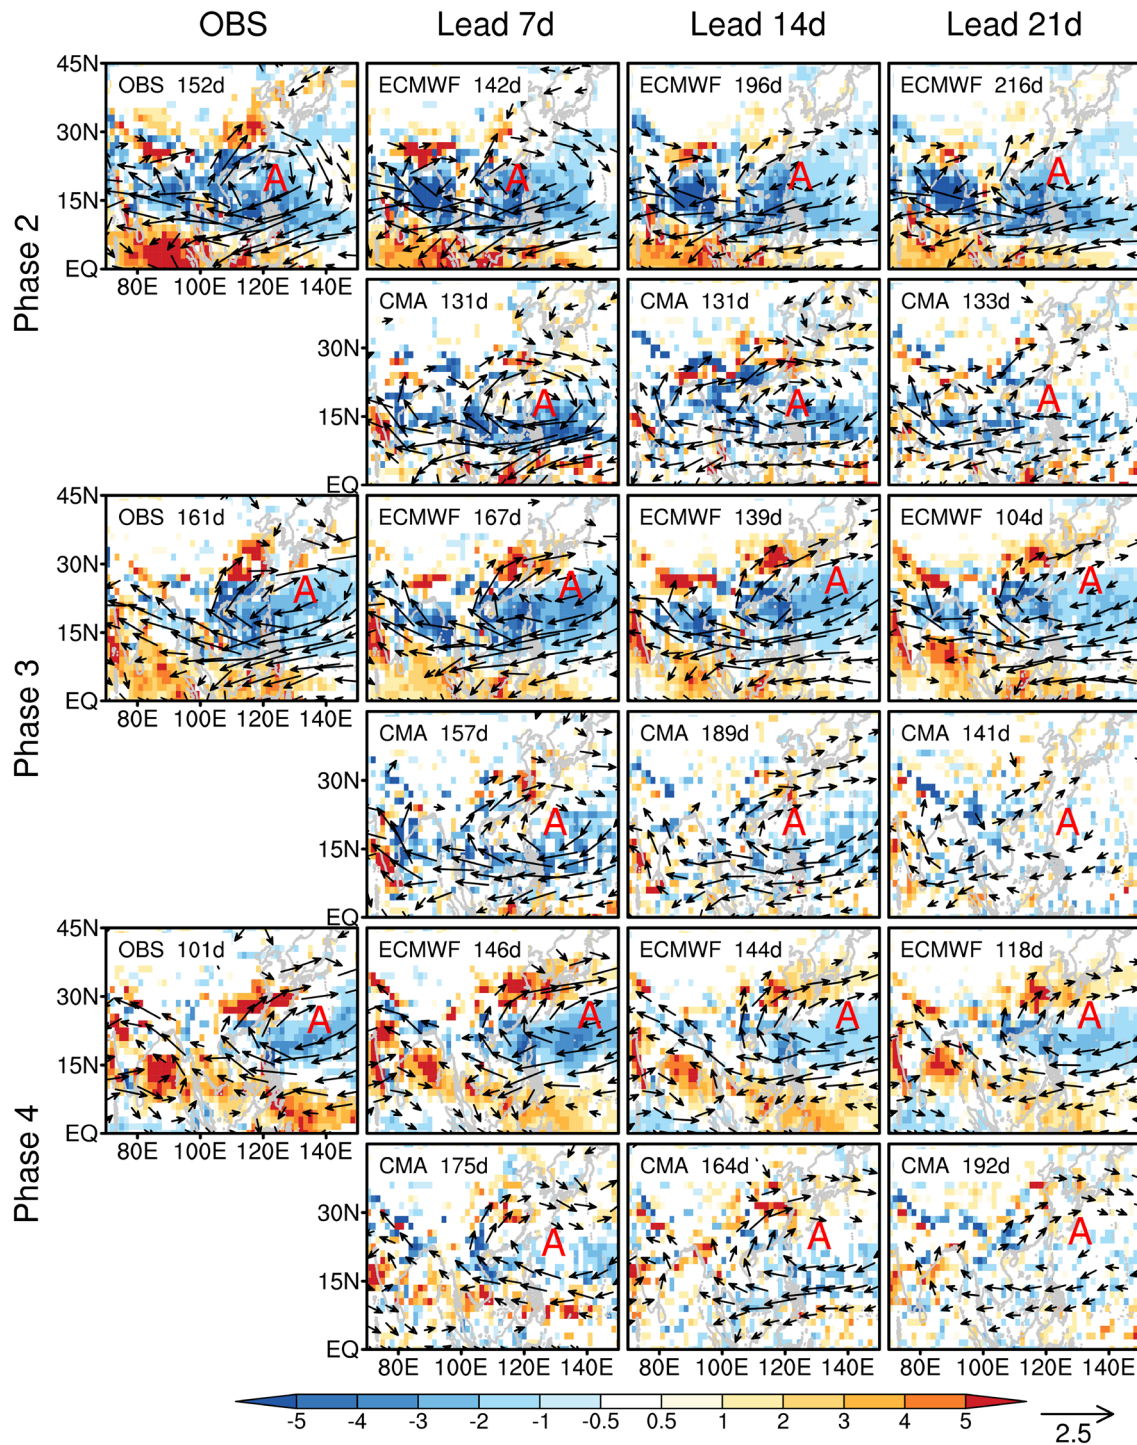 OBS Lead 7d Lead 14d Lead 21d
Phase 2
45N
30N
15N
EQ
OBS 152d
A
80E 100E 120E 140E
ECMWF 142d
A
ECMWF 196d
A
ECMWF 216d
A
30N
15N
EQ
CMA 131d
A
CMA 131d
A
CMA 133d
A
Phase 3
45N
30N
15N
EQ
OBS 161d
A
80E 100E 120E 140E
ECMWF 167d
A
ECMWF 139d
A
ECMWF 104d
A
30N
15N
EQ
CMA 157d
A
CMA 189d
A
CMA 141d
A
Phase 4
45N
30N
15N
EQ
OBS 101d
A
80E 100E 120E 140E
ECMWF 146d
A
ECMWF 144d
A
ECMWF 118d
A
30N
15N
EQ
CMA 175d
A
CMA 164d
A
CMA 192d
A
80E 100E 120E 140E
80E 100E 120E 140E
80E 100E 120E 140E
-5 -4 -3 -2 -1 -0.5 0.5 1 2 3 4 5
2.5